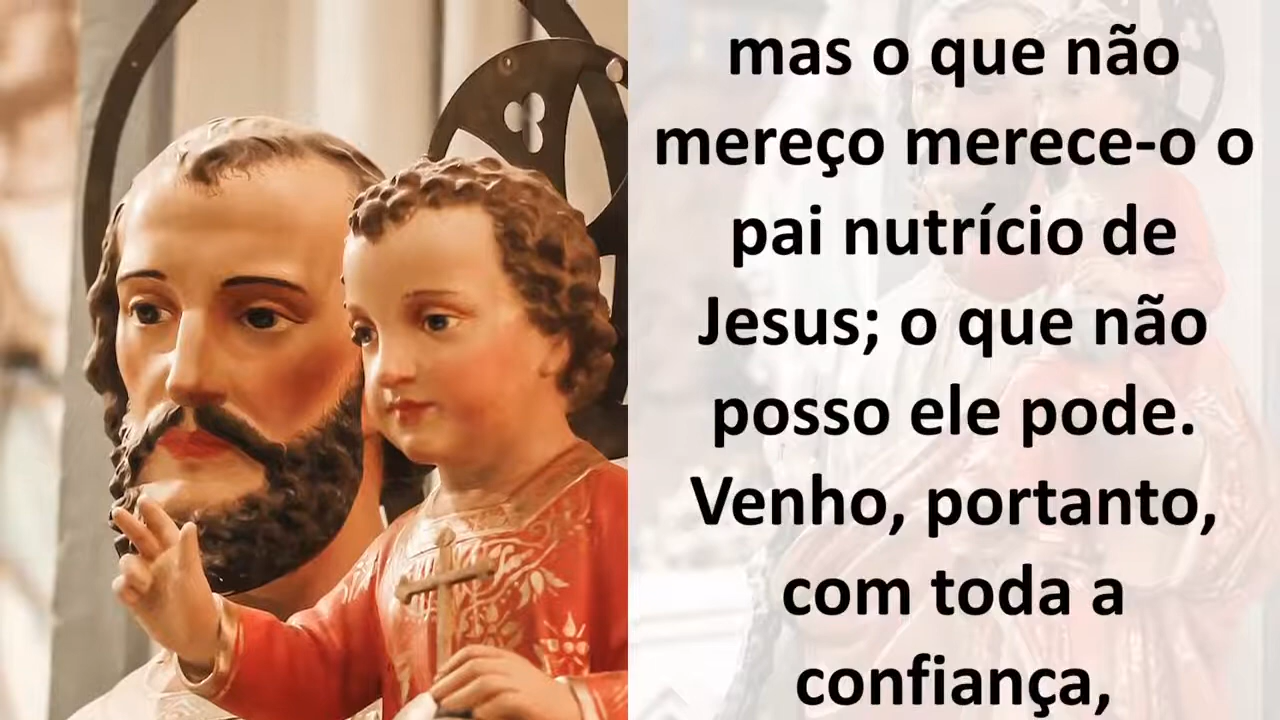 mas o que não
mereço merece-o o
pai nutrício de
Jesus; o que não
posso ele pode.
Venho, portanto,
com toda a
confiança,